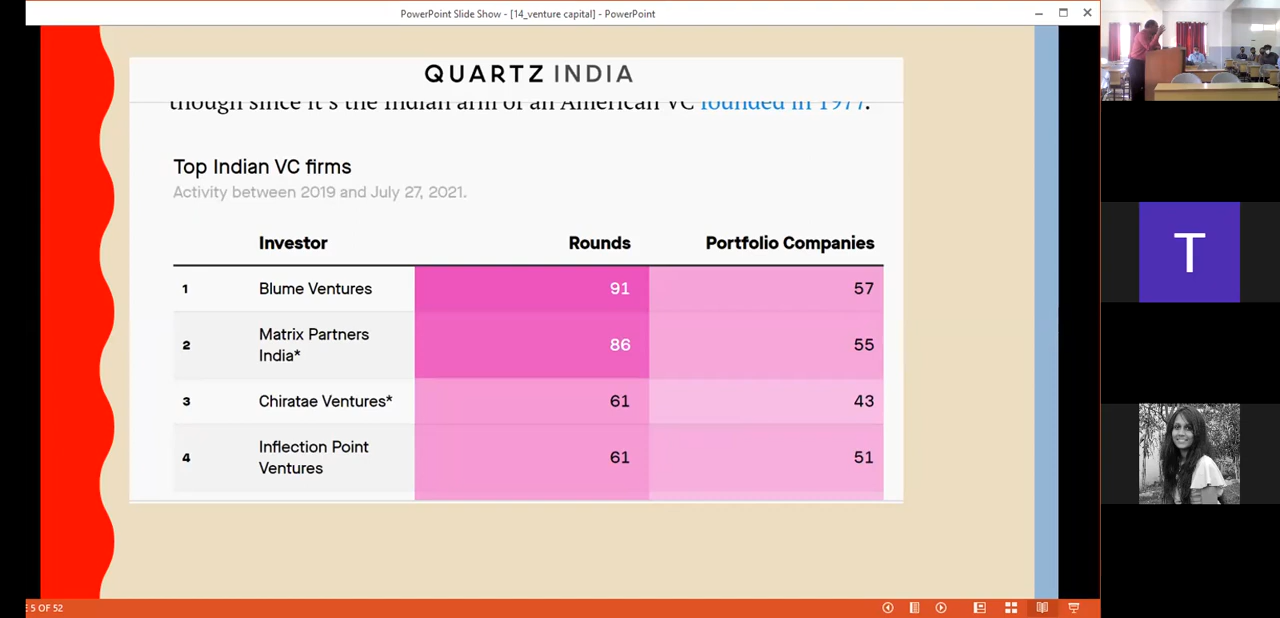 PowerPoint Slide Show - [14_venture capital] - PowerPoint
QUARTZ INDIA
though since it's the Indian arm of an American VC founded in 1977.
Top Indian VC firms
Activity between 2019 and July 27, 2021.
Investor Rounds Portfolio Companies
1 Blume Ventures 91 57
2 Matrix Partners India* 86 55
3 Chiratae Ventures* 61 43
4 Inflection Point Ventures 61 51
T
E 5 OF 52